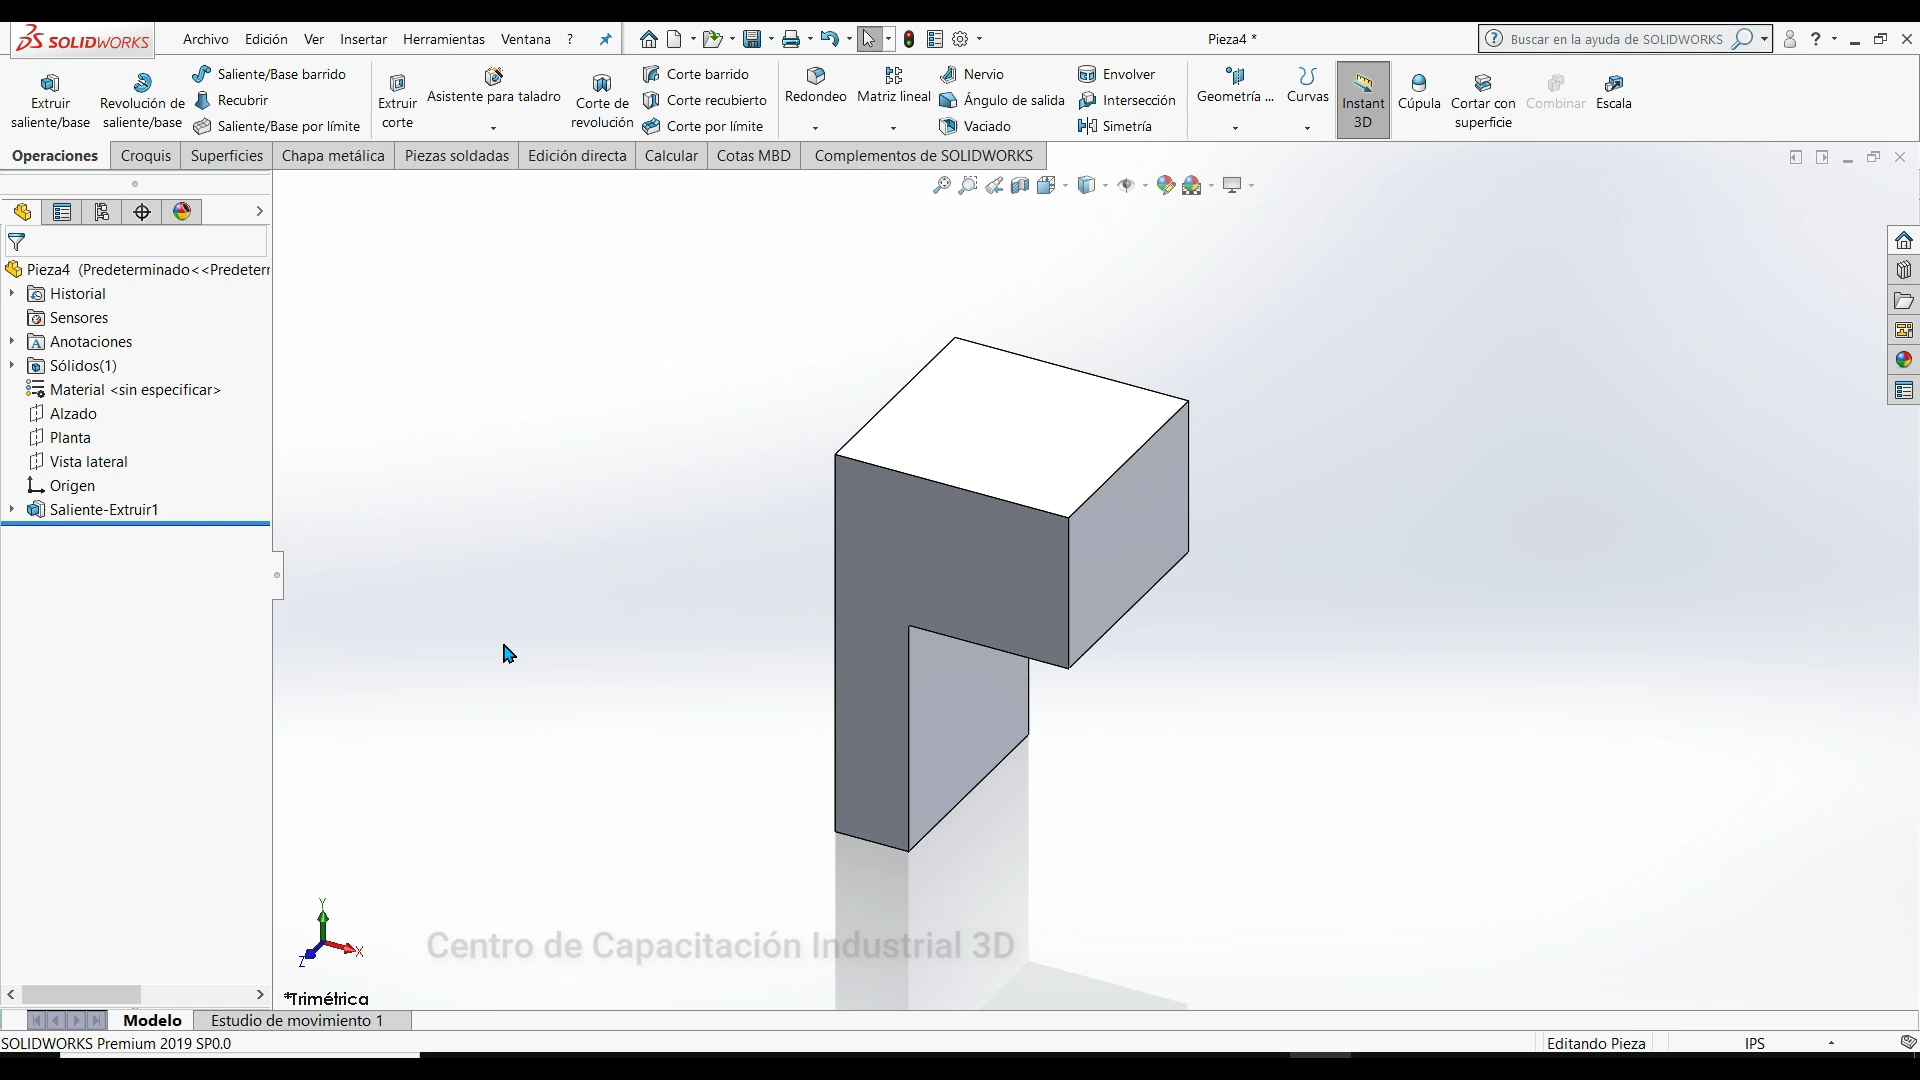 SOLIDWORKS Archivo Edición Ver Insertar Herramientas Ventana ? Pieza4 * Buscar en la ayuda de SOLIDWORKS ?
Extruir saliente/base
Revolución de saliente/base
Saliente/Base barrido
Recubrir
Saliente/Base por límite
Extruir corte
Asistente para taladro
Corte de revolución
Corte barrido
Corte recubierto
Corte por límite
Redondeo
Matriz lineal
Nervio
Ángulo de salida
Vaciado
Envolver
Intersección
Simetría
Geometría ...
Curvas
Instant 3D
Cúpula
Cortar con superficie
Combinar
Escala
Operaciones Croquis Superficies Chapa metálica Piezas soldadas Edición directa Calcular Cotas MBD Complementos de SOLIDWORKS
Pieza4 (Predeterminado<<Predeterr
Historial
Sensores
Anotaciones
Sólidos(1)
Material <sin especificar>
Alzado
Planta
Vista lateral
Origen
Saliente-Extruir1
Y
X
Z
Centro de Capacitación Industrial 3D
*Trimétrica
Modelo Estudio de movimiento 1
SOLIDWORKS Premium 2019 SP0.0 Editando Pieza IPS